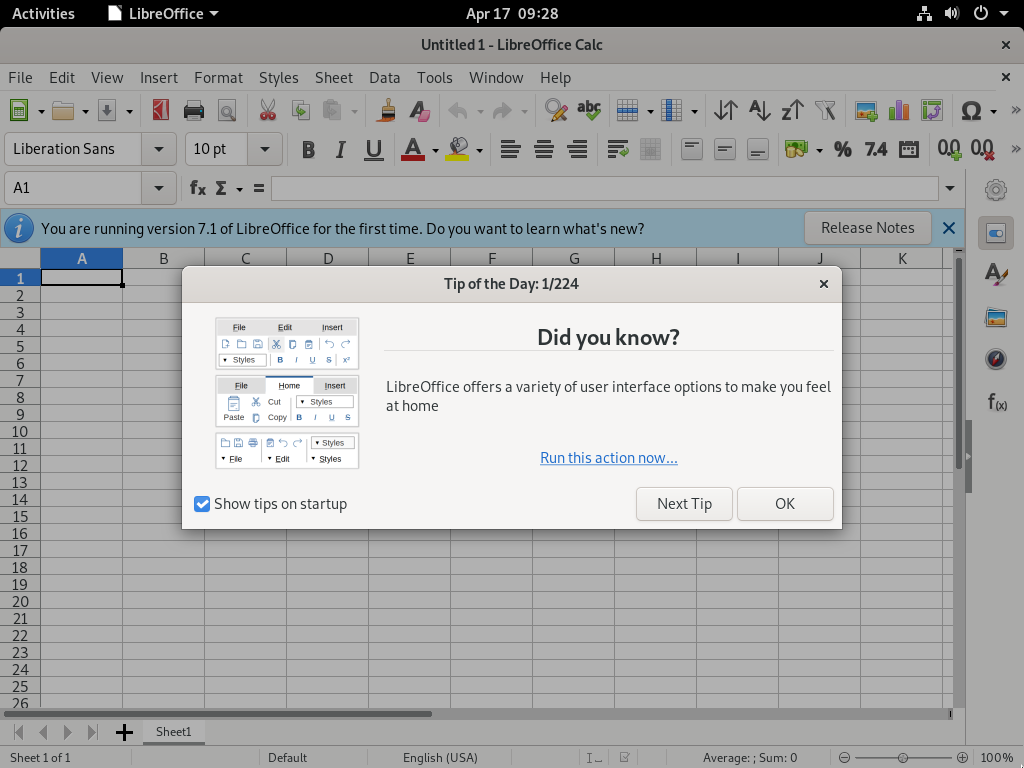 Activities LibreOffice Apr 17 09:28
Untitled 1 - LibreOffice Calc
File Edit View Insert Format Styles Sheet Data Tools Window Help
Liberation Sans 10 pt
A1
You are running version 7.1 of LibreOffice for the first time. Do you want to learn what's new? Release Notes
A B C D E F G H I J K
1
2
3
4
5
6
7
8
9
10
11
12
13
14
15
16
17
18
19
20
21
22
23
24
25
26
Tip of the Day: 1/224
File Edit Insert
Styles B I U S x²
File Home Insert
Cut Styles
Paste Copy B I U S
Styles
File Edit Styles
Did you know?
LibreOffice offers a variety of user interface options to make you feel
at home
Run this action now...
Show tips on startup Next Tip OK
Sheet1
Sheet 1 of 1 Default English (USA) Average: ; Sum: 0 100%